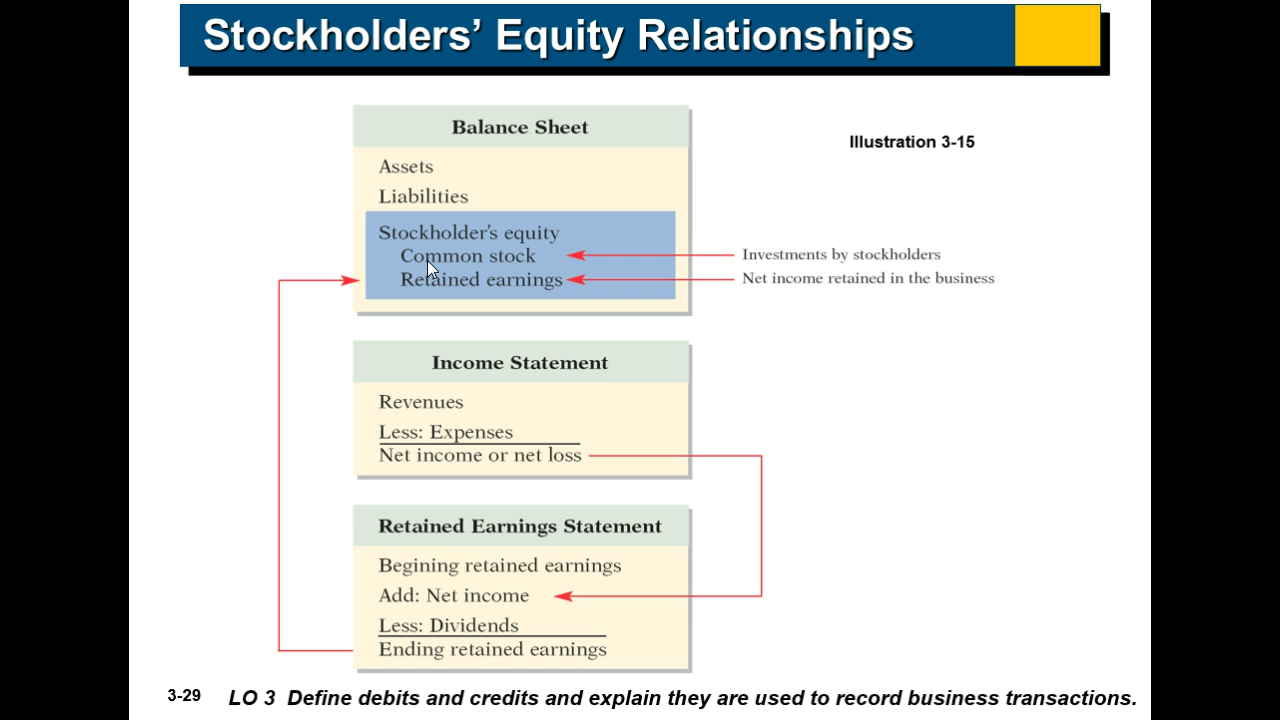 Stockholders’ Equity Relationships
Balance Sheet
Illustration 3-15
Assets
Liabilities
Stockholder’s equity
Common stock
Investments by stockholders
Retained earnings
Net income retained in the business
Income Statement
Revenues
Less: Expenses
Net income or net loss
Retained Earnings Statement
Begining retained earnings
Add: Net income
Less: Dividends
Ending retained earnings
3-29 LO 3 Define debits and credits and explain they are used to record business transactions.